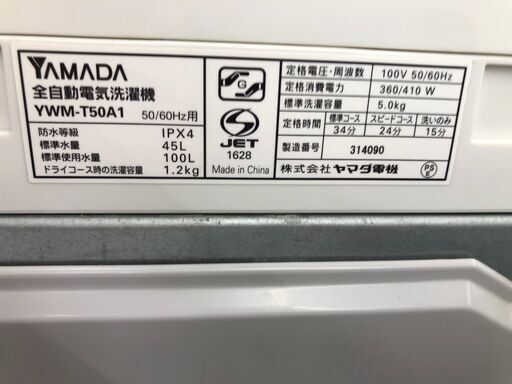 YAMADA
全自動電気洗濯機
YWM-T50A1 50/60Hz用
防水等級 IPX4
標準水量 45L
標準使用水量 100L
ドライコース時の洗濯容量 1.2kg
G
S
JET
1628
Made in China
定格電圧・周波数 100V 50/60Hz
定格消費電力 360/410 W
標準洗濯容量 5.0kg
定格時間 標準コース スピードコース 洗いのみ
34分 24分 15分
製造番号 314090
株式会社 ヤマダ電機 PSE